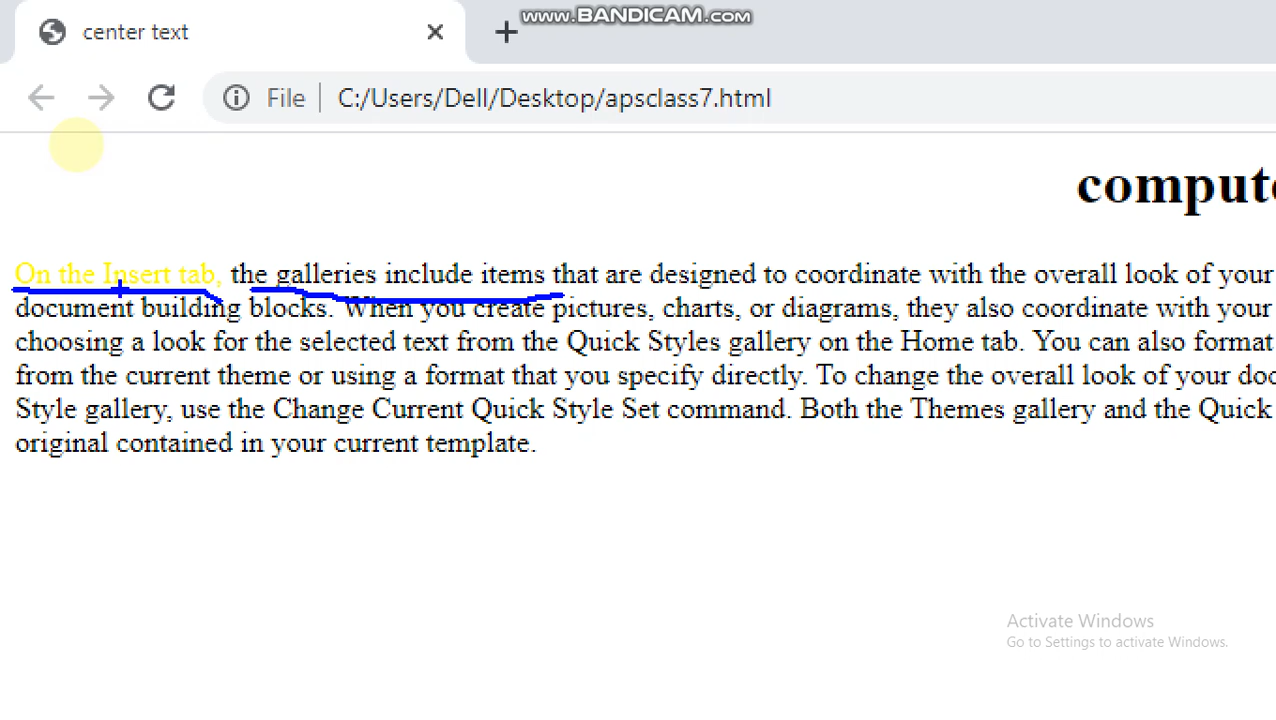 www.BANDICAM.com
center text
File
C:/Users/Dell/Desktop/apsclass7.html
On the Insert tab, the galleries include items that are designed to coordinate with the overall look of your
document building blocks. When you create pictures, charts, or diagrams, they also coordinate with your
choosing a look for the selected text from the Quick Styles gallery on the Home tab. You can also format
from the current theme or using a format that you specify directly. To change the overall look of your
Style gallery, use the Change Current Quick Style Set command. Both the Themes gallery and the Quick
original contained in your current template.
Activate Windows
Go to Settings to activate Windows.